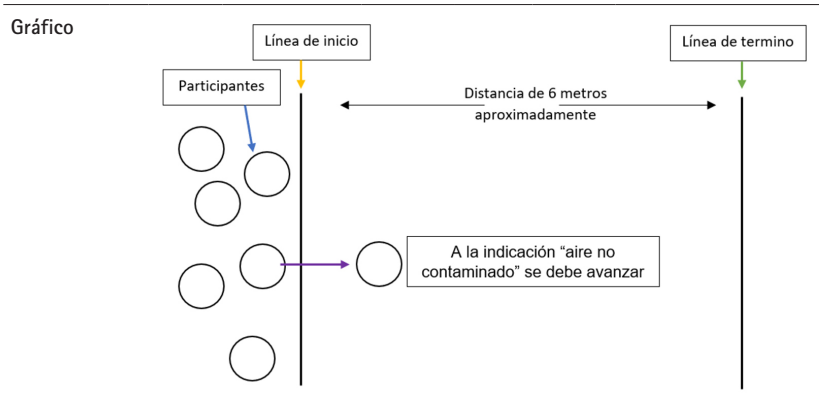 Gráfico
Línea de inicio
Línea de termino
Participantes
Distancia de 6 metros
aproximadamente
A la indicación “aire no
contaminado” se debe avanzar